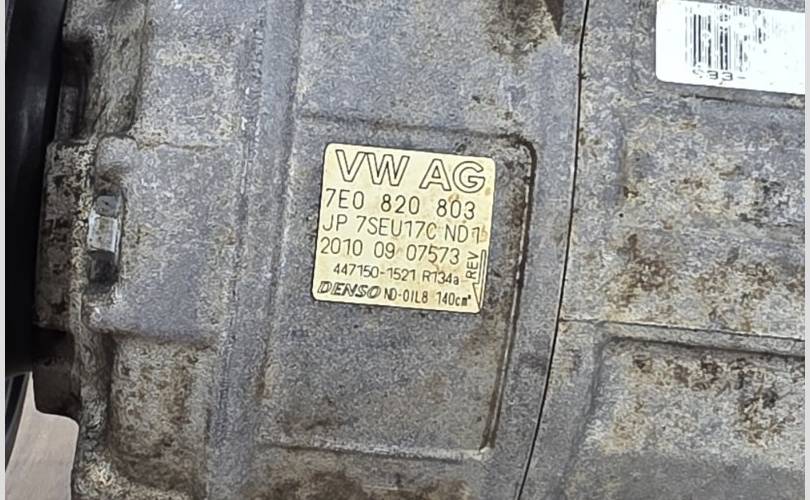 S33-
VW AG
7E0 820 803
JP 7SEU17C ND1
2010 09 07573
447150-1521 R134a
REV
DENSO ND-OIL8 140cm³